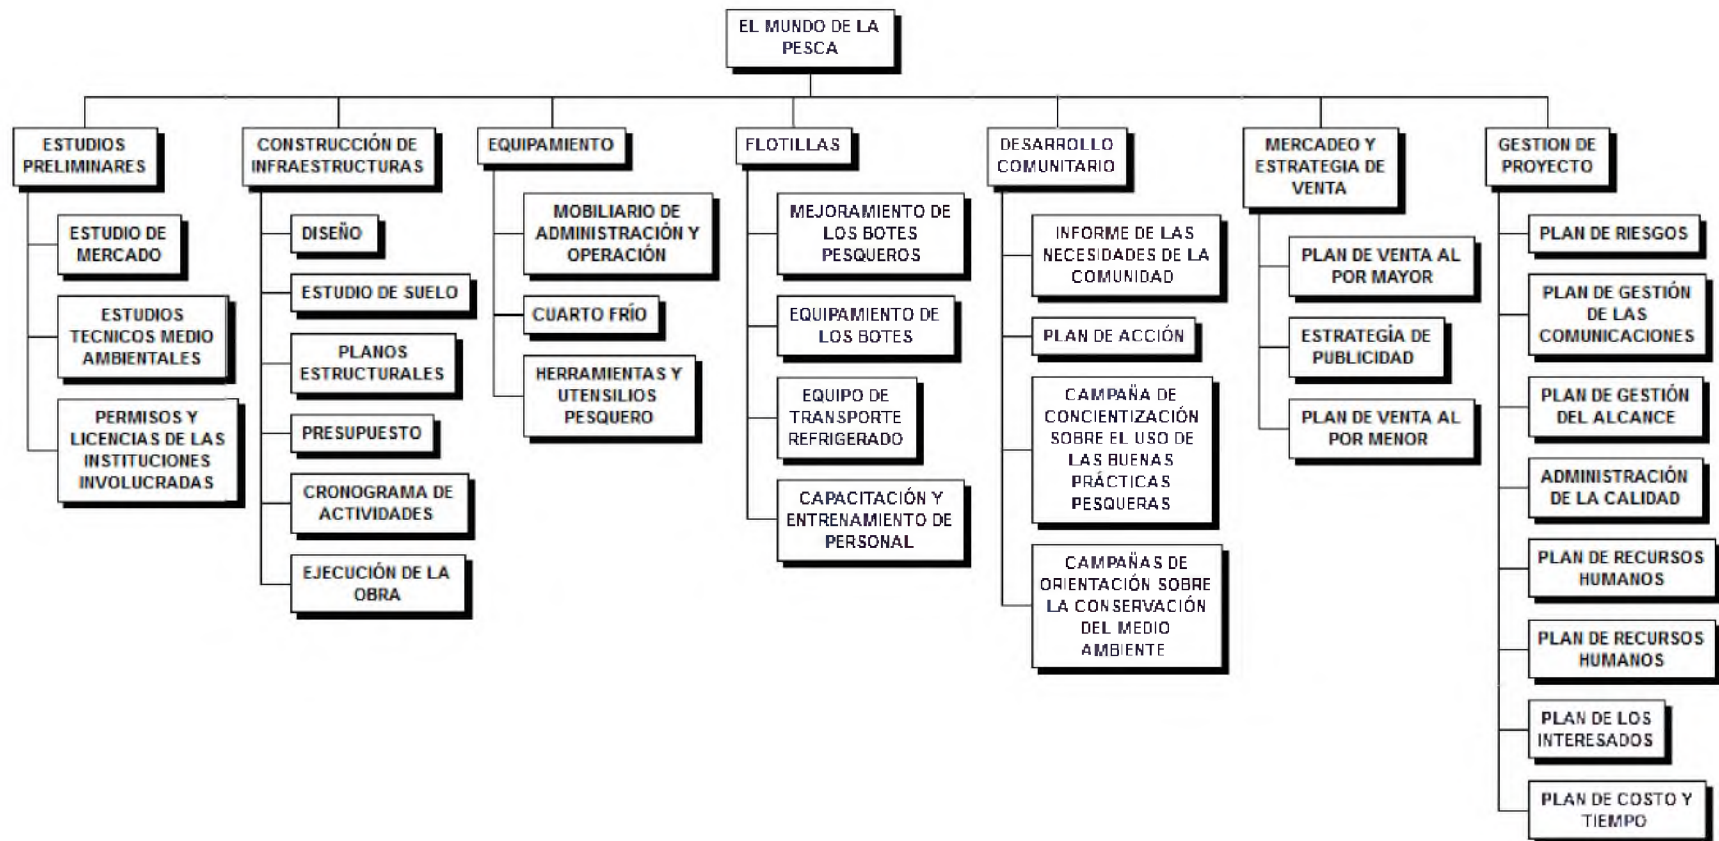 EL MUNDO DE LA
PESCA
ESTUDIOS
PRELIMINARES
ESTUDIO DE
MERCADO
ESTUDIOS
TECNICOS MEDIO
AMBIENTALES
PERMISOS Y
LICENCIAS DE LAS
INSTITUCIONES
INVOLUCRADAS
CONSTRUCCIÓN DE
INFRAESTRUCTURAS
DISEÑO
ESTUDIO DE SUELO
PLANOS
ESTRUCTURALES
PRESUPUESTO
CRONOGRAMA DE
ACTIVIDADES
EJECUCIÓN DE LA
OBRA
EQUIPAMIENTO
MOBILIARIO DE
ADMINISTRACIÓN Y
OPERACIÓN
CUARTO FRÍO
HERRAMIENTAS Y
UTENSILIOS
PESQUERO
FLOTILLAS
MEJORAMIENTO DE
LOS BOTES
PESQUEROS
EQUIPAMIENTO DE
LOS BOTES
EQUIPO DE
TRANSPORTE
REFRIGERADO
CAPACITACIÓN Y
ENTRENAMIENTO DE
PERSONAL
DESARROLLO
COMUNITARIO
INFORME DE LAS
NECESIDADES DE LA
COMUNIDAD
PLAN DE ACCIÓN
CAMPAÑA DE
CONCIENTIZACIÓN
SOBRE EL USO DE
LAS BUENAS
PRÁCTICAS
PESQUERAS
CAMPAÑAS DE
ORIENTACIÓN SOBRE
LA CONSERVACIÓN
DEL MEDIO
AMBIENTE
MERCADEO Y
ESTRATEGIA DE
VENTA
PLAN DE VENTA AL
POR MAYOR
ESTRATEGÍA DE
PUBLICIDAD
PLAN DE VENTA AL
POR MENOR
GESTION DE
PROYECTO
PLAN DE RIESGOS
PLAN DE GESTIÓN
DE LAS
COMUNICACIONES
PLAN DE GESTIÓN
DEL ALCANCE
ADMINISTRACIÓN
DE LA CALIDAD
PLAN DE RECURSOS
HUMANOS
PLAN DE RECURSOS
HUMANOS
PLAN DE LOS
INTERESADOS
PLAN DE COSTO Y
TIEMPO